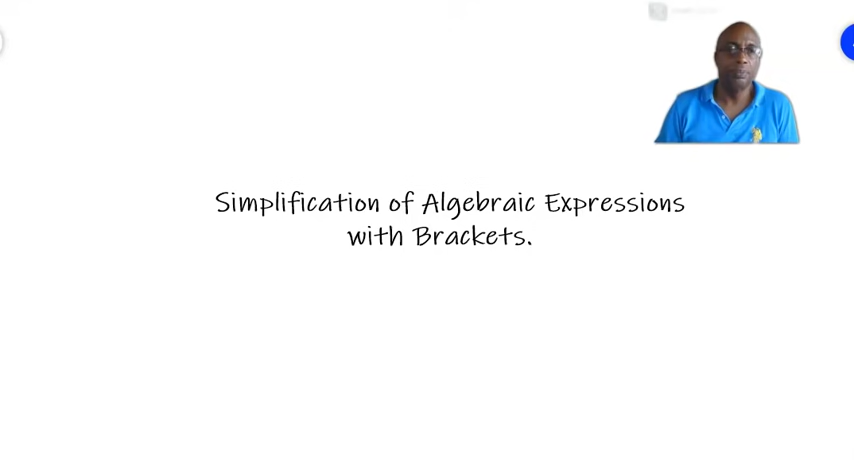 Simplification of Algebraic Expressions
with Brackets.